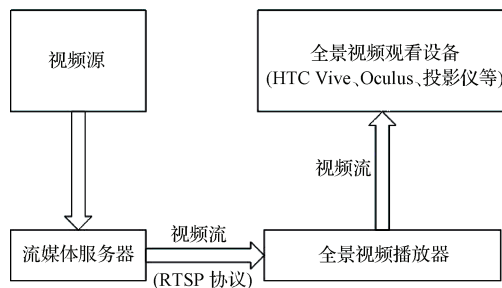 视频源
全景视频观看设备
(HTC Vive、Oculus、投影仪等)
视频流
流媒体服务器
视频流
(RTSP 协议)
全景视频播放器